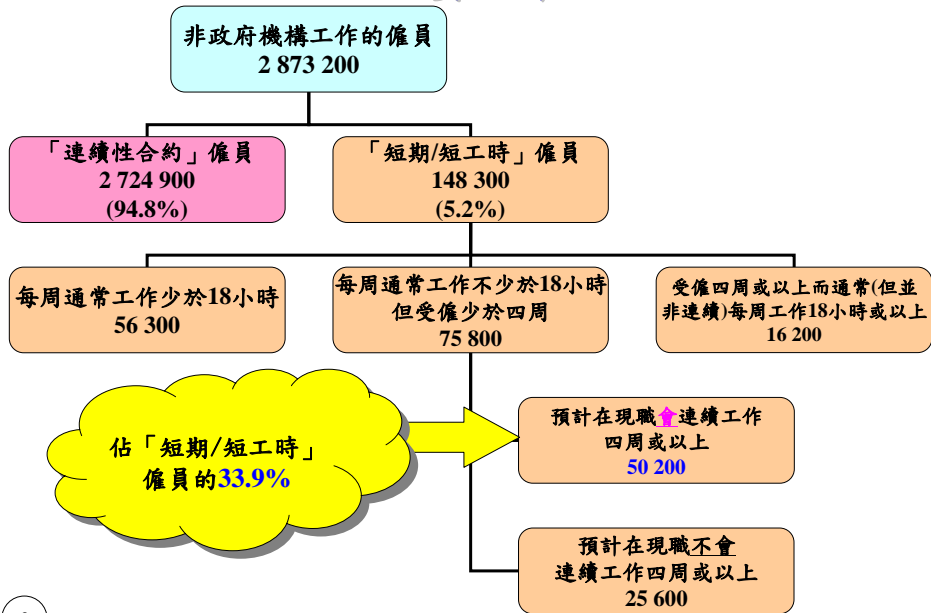 非政府機構工作的僱員
2 873 200
「連續性合約」僱員
2 724 900
(94.8%)
「短期/短工時」僱員
148 300
(5.2%)
每周通常工作少於18小時
56 300
每周通常工作不少於18小時
但受僱少於四周
75 800
受僱四周或以上而通常(但並
非連續)每周工作18小時或以上
16 200
佔「短期/短工時」
僱員的33.9%
預計在現職會連續工作
四周或以上
50 200
預計在現職不會
連續工作四周或以上
25 600